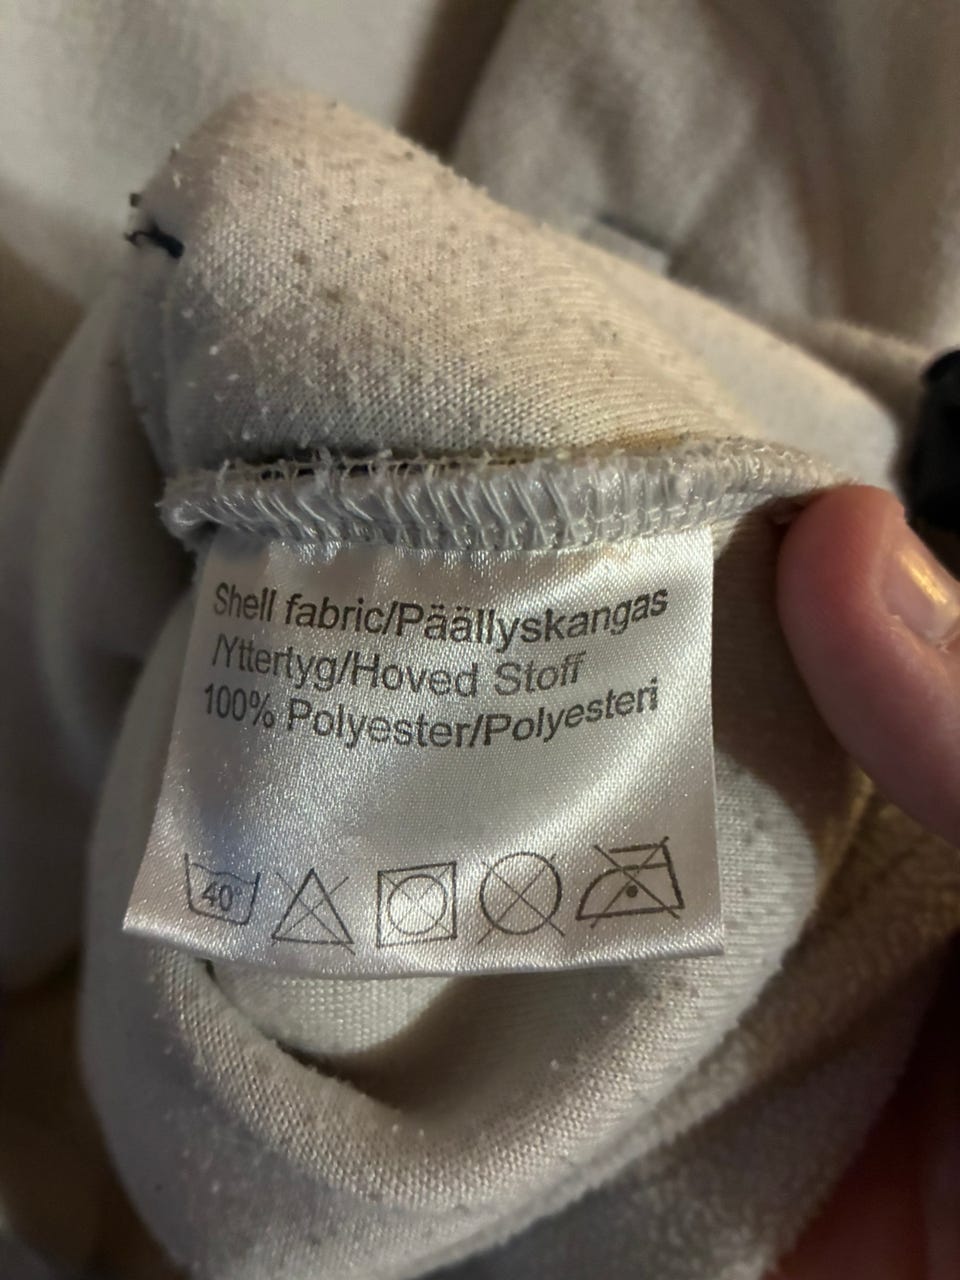 Shell fabric/Päällyskangas
/Yttertyg/Hoved Stoff
100% Polyester/Polyesteri
40°